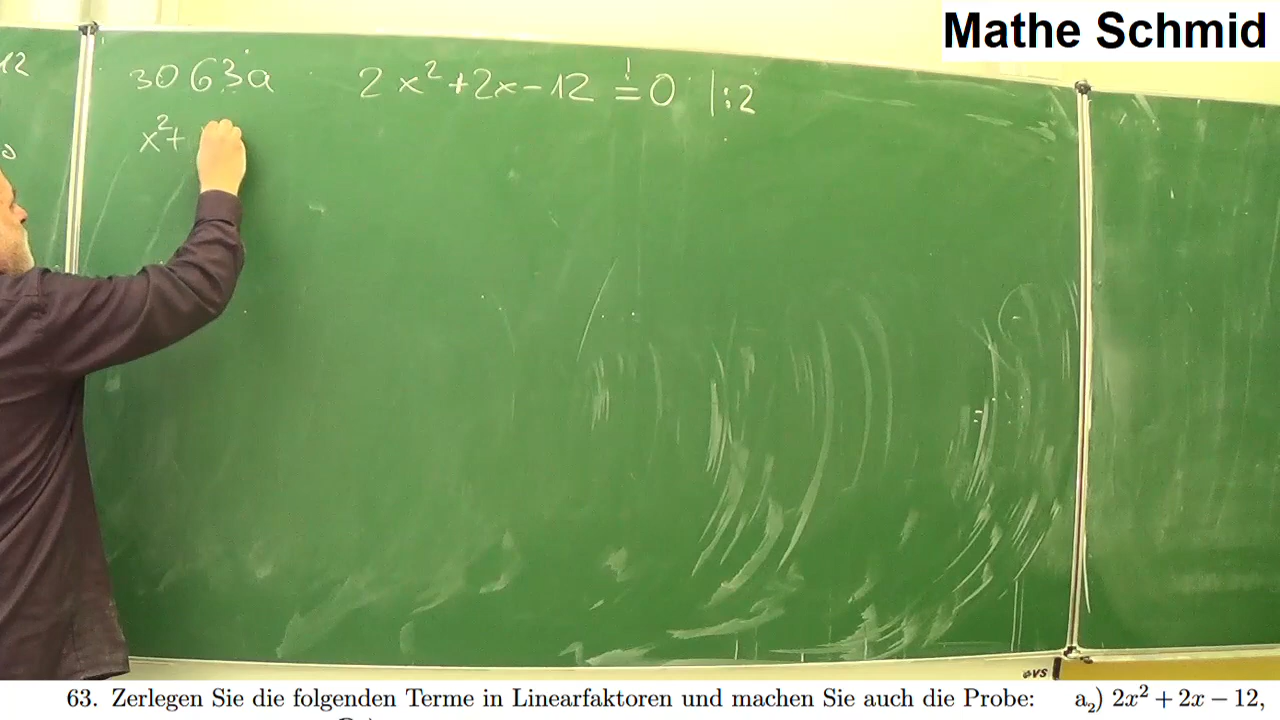 Mathe Schmid
12
3063a 2x²+2x-12 != 0 |:2
x²+
63. Zerlegen Sie die folgenden Terme in Linearfaktoren und machen Sie auch die Probe: a₂) 2x² + 2x − 12,